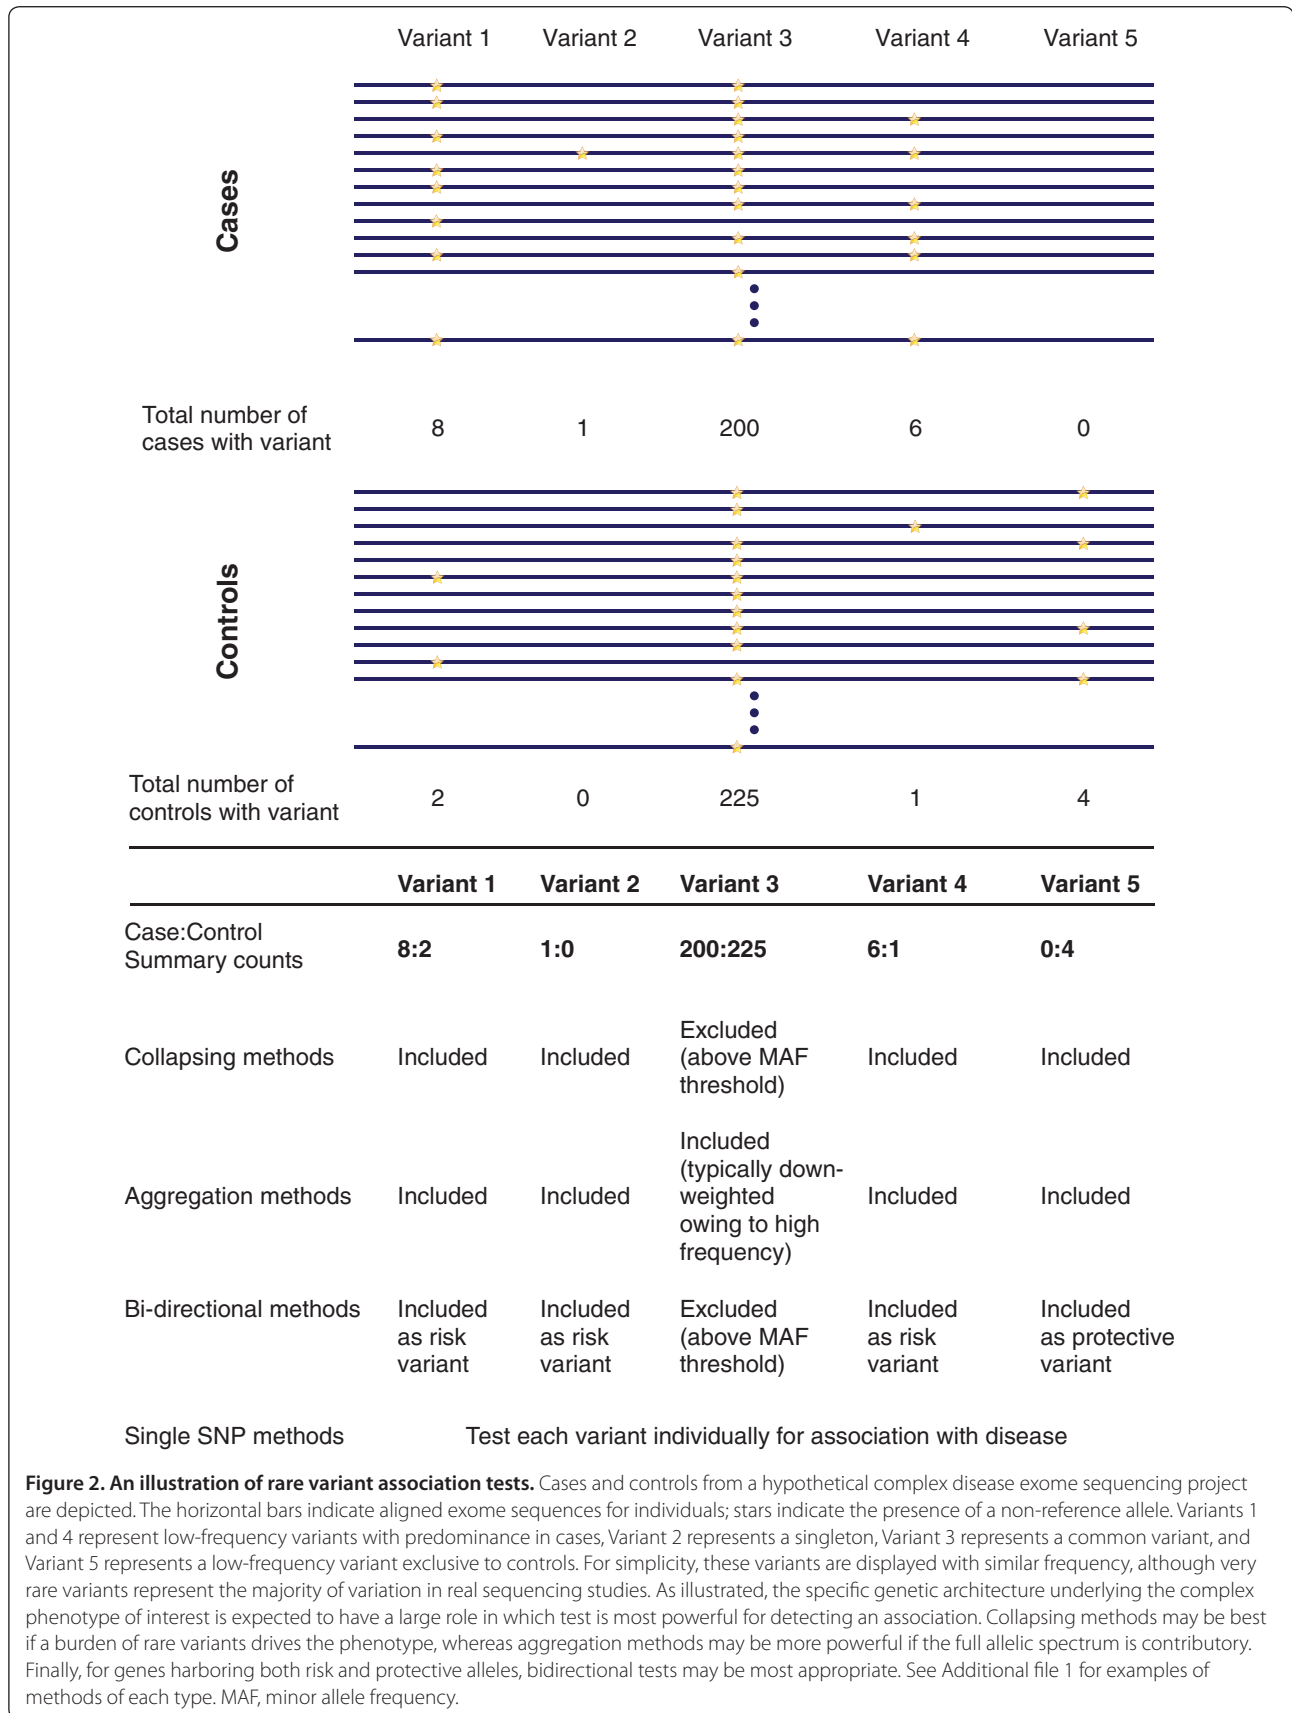 Variant 1 Variant 2 Variant 3 Variant 4 Variant 5
Cases
Total number of
cases with variant
8 1 200 6 0
Controls
Total number of
controls with variant
2 0 225 1 4
Variant 1 Variant 2 Variant 3 Variant 4 Variant 5
Case:Control
Summary counts
8:2 1:0 200:225 6:1 0:4
Collapsing methods
Included
Included
Excluded
(above MAF
threshold)
Included
Included
Aggregation methods
Included
Included
Included
(typically down-
weighted
owing to high
frequency)
Included
Included
Bi-directional methods
Included
as risk
variant
Included
as risk
variant
Excluded
(above MAF
threshold)
Included
as risk
variant
Included
as protective
variant
Single SNP methods
Test each variant individually for association with disease
Figure 2. An illustration of rare variant association tests. Cases and controls from a hypothetical complex disease exome sequencing project
are depicted. The horizontal bars indicate aligned exome sequences for individuals; stars indicate the presence of a non-reference allele. Variants 1
and 4 represent low-frequency variants with predominance in cases, Variant 2 represents a singleton, Variant 3 represents a common variant, and
Variant 5 represents a low-frequency variant exclusive to controls. For simplicity, these variants are displayed with similar frequency, although very
rare variants represent the majority of variation in real sequencing studies. As illustrated, the specific genetic architecture underlying the complex
phenotype of interest is expected to have a large role in which test is most powerful for detecting an association. Collapsing methods may be best
if a burden of rare variants drives the phenotype, whereas aggregation methods may be more powerful if the full allelic spectrum is contributory.
Finally, for genes harboring both risk and protective alleles, bidirectional tests may be most appropriate. See Additional file 1 for examples of
methods of each type. MAF, minor allele frequency.